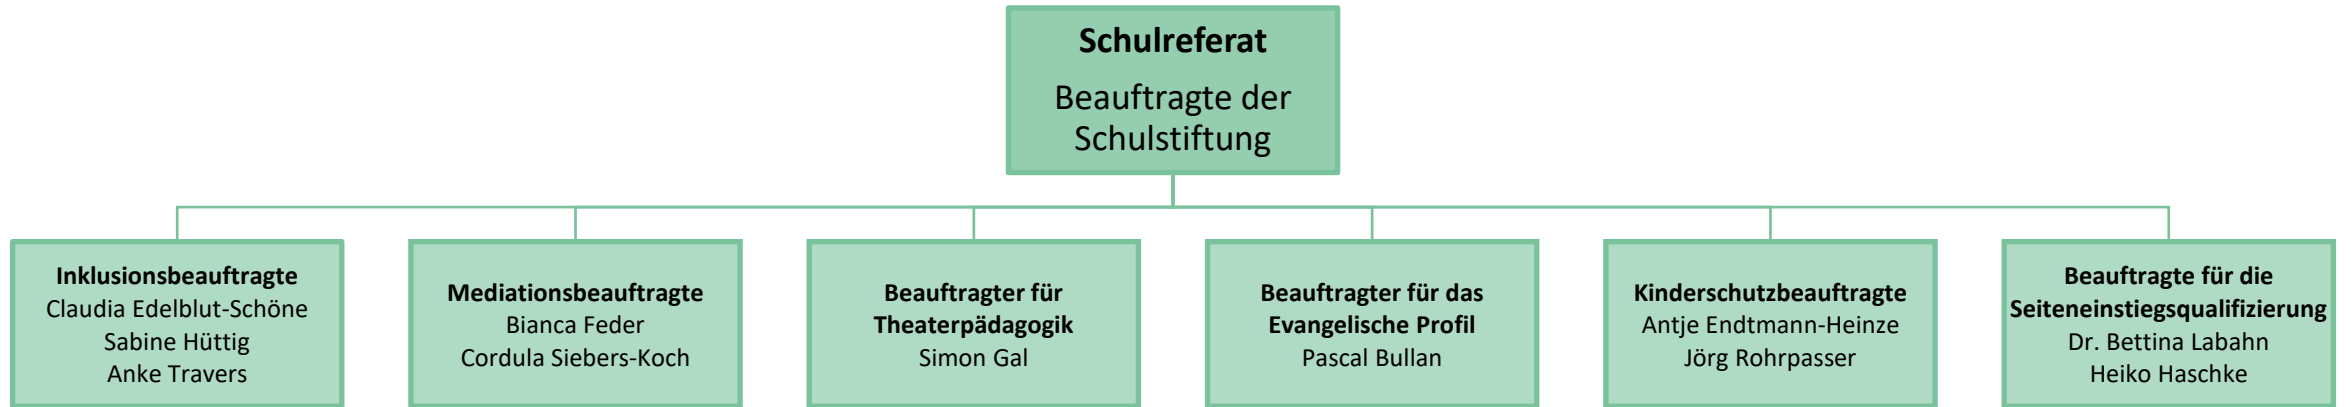 Schulreferat
Beauftragte der
Schulstiftung
Inklusionsbeauftragte
Claudia Edelblut-Schöne
Sabine Hüttig
Anke Travers
Mediationsbeauftragte
Bianca Feder
Cordula Siebers-Koch
Beauftragter für
Theaterpädagogik
Simon Gal
Beauftragter für das
Evangelische Profil
Pascal Bullan
Kinderschutzbeauftragte
Antje Endtmann-Heinze
Jörg Rohrpasser
Beauftragte für die
Seiteneinstiegsqualifizierung
Dr. Bettina Labahn
Heiko Haschke